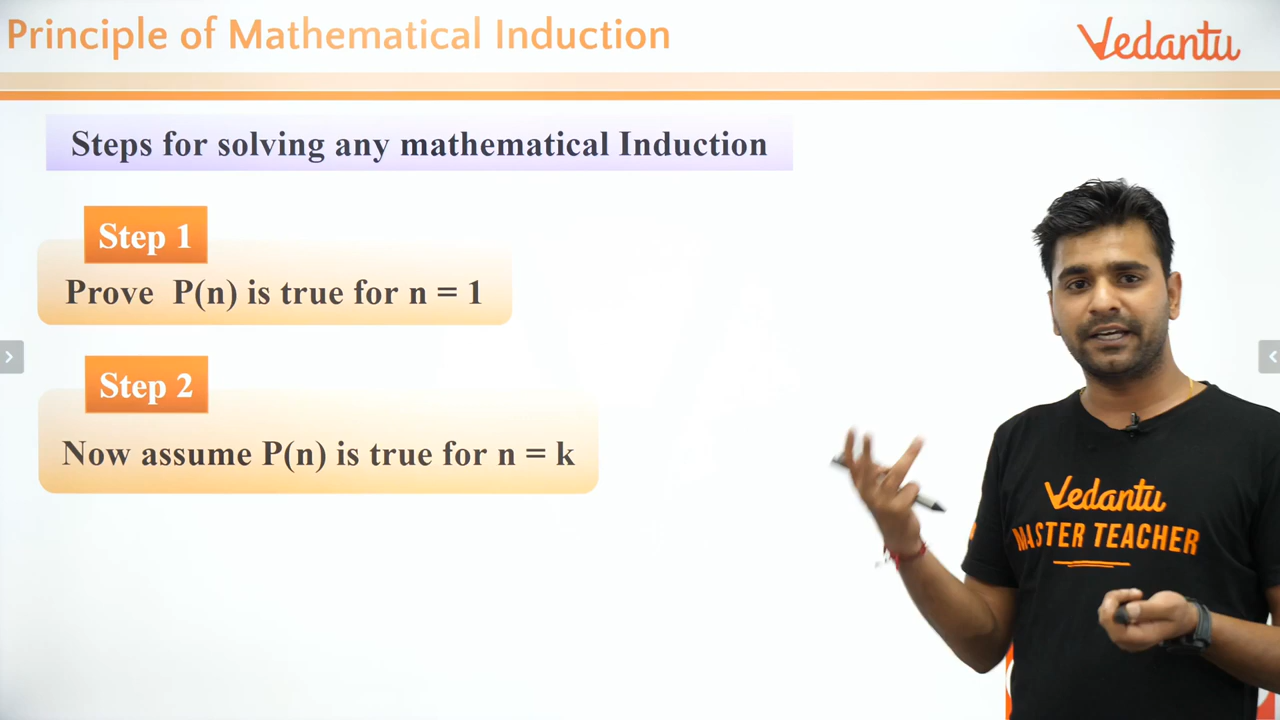 Principle of Mathematical Induction
Vedantu
Steps for solving any mathematical Induction
Step 1
Prove P(n) is true for n = 1
Step 2
Now assume P(n) is true for n = k
Vedantu
MASTER TEACHER